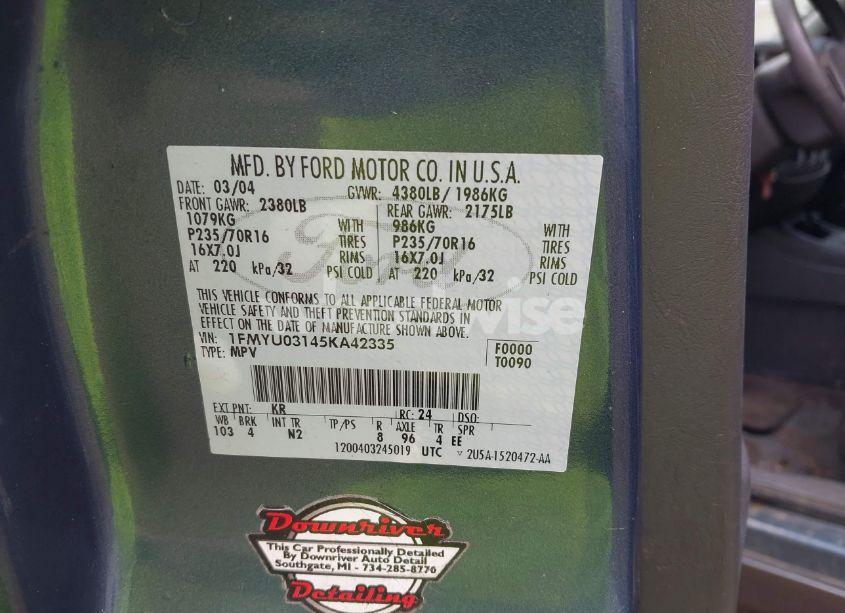 MFD. BY FORD MOTOR CO. IN U.S.A.
DATE: 03/04 GVWR: 4380LB/ 1986KG
FRONT GAWR: 2380LB REAR GAWR: 2175LB
1079KG WITH 986KG WITH
P235/70R16 TIRES P235/70R16 TIRES
16X7.0J RIMS 16X7.0J RIMS
AT 220 kPa/32 PSI COLD AT 220 kPa/32 PSI COLD
THIS VEHICLE CONFORMS TO ALL APPLICABLE FEDERAL MOTOR
VEHICLE SAFETY AND THEFT PREVENTION STANDARDS IN
EFFECT ON THE DATE OF MANUFACTURE SHOWN ABOVE.
VIN: 1FMYU03145KA42335 F0000
TYPE: MPV T0090
EXT PNT: KR RC: 24 DSO:
WB BRK INT TR TP/PS R AXLE TR SPR
103 4 N2 8 96 4 EE
1200403245019 UTC 2U5A-1520472-AA
Ford
wise
Downriver
This Car Professionally Detailed
By Downriver Auto Detail
Southgate, MI - 734-285-8776
Detailing